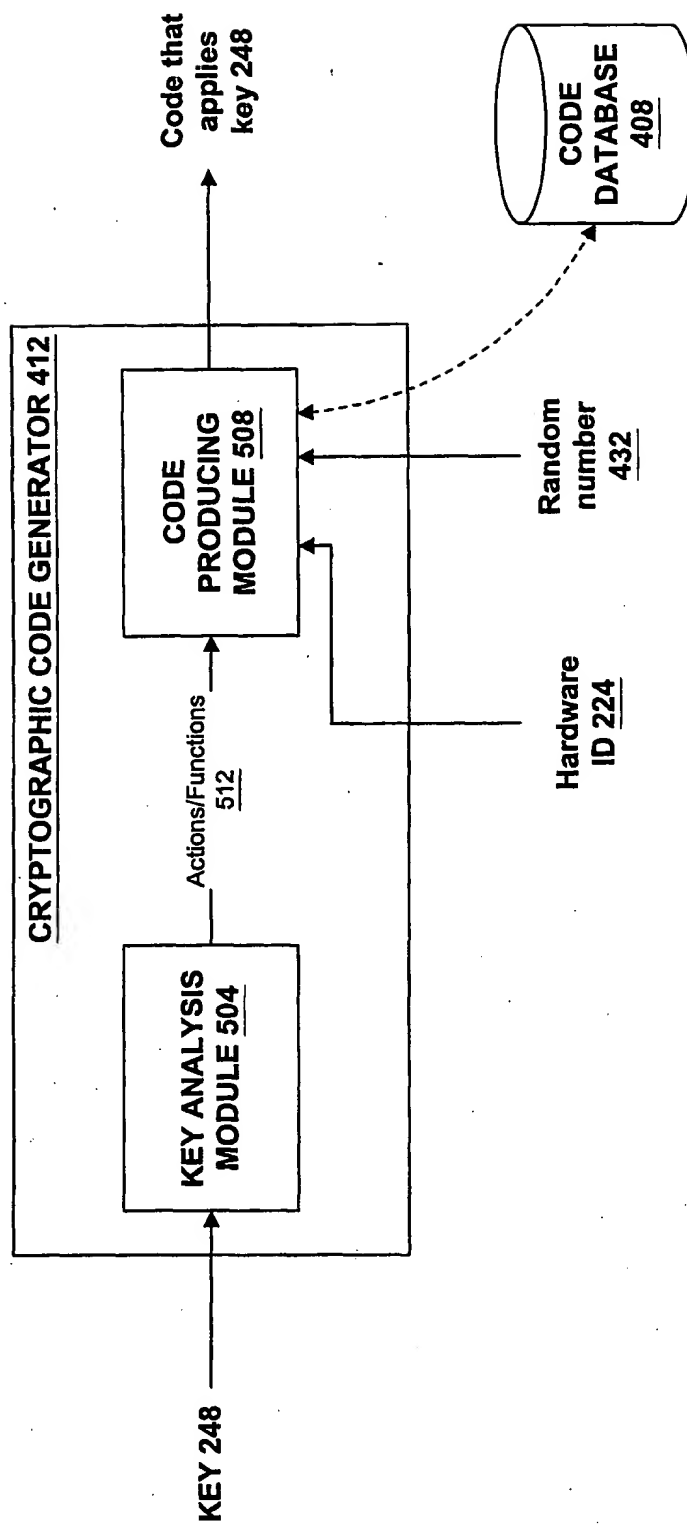 CRYPTOGRAPHIC CODE GENERATOR 412
KEY 248
KEY ANALYSIS
MODULE 504
Actions/Functions
512
CODE
PRODUCING
MODULE 508
Code that
applies
key 248
Hardware
ID 224
Random
number
432
CODE
DATABASE
408